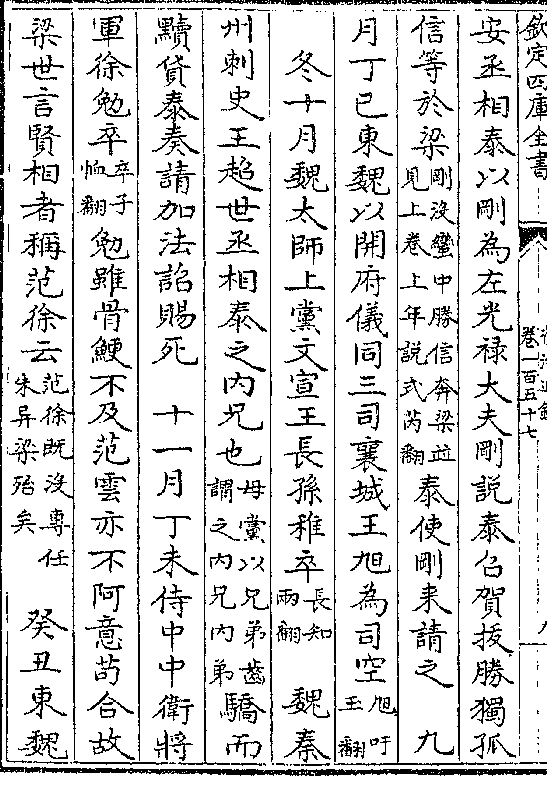 欽定四庫全書
卷一百五十七
安丞相泰以剛為左光禄大夫剛説泰召賀拔勝獨孤
信等於梁剛沒蠻中勝信奔梁並見上卷上年説式芮翻泰使剛来請之　九
月丁巳東魏以開府儀同三司襄城王旭為司空旭吁玉翻
冬十月魏太師上黨文宣王長孫稚卒長知兩翻　魏秦
州刺史王超世丞相泰之内兄也母黨以兄弟齒謂之内兄内弟驕而
黷貨泰奏請加法詔賜死　十一月丁未侍中中衛將
軍徐勉卒卒子恤翻勉雖骨鯁不及范雲亦不阿意苟合故
梁世言賢相者稱范徐云范徐既沒專任朱异梁殆矣　癸丑東魏